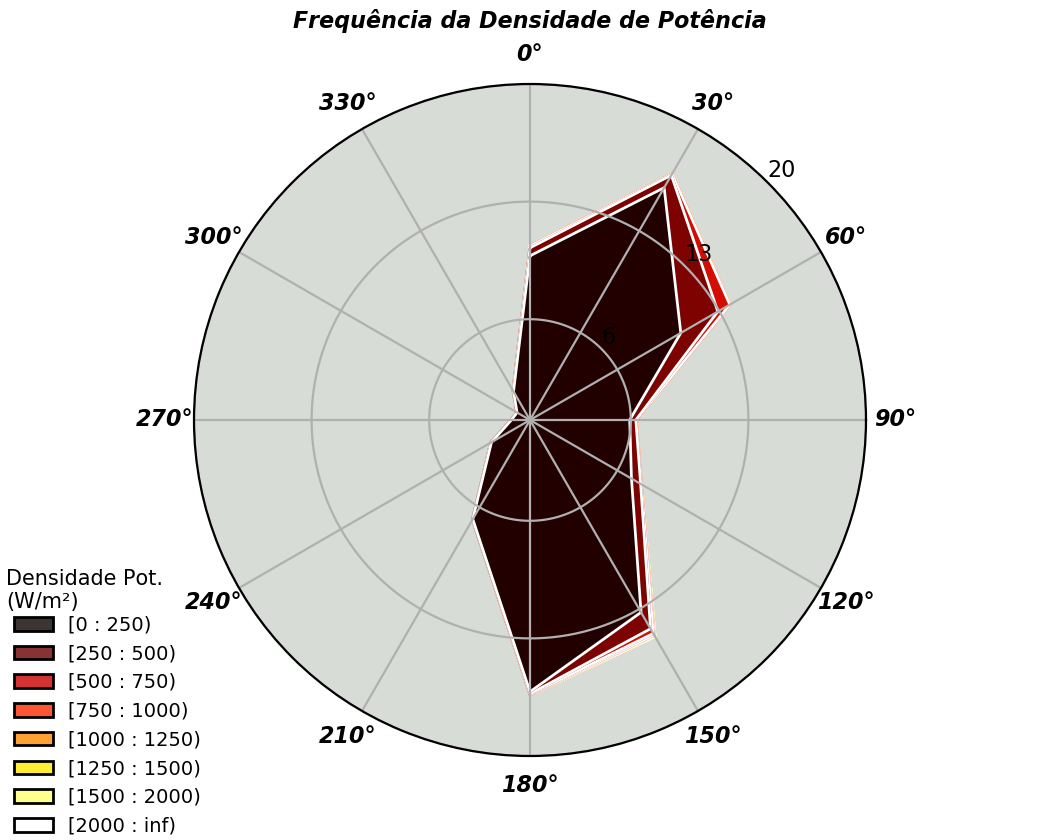 Frequência da Densidade de Potência
0°
330°
30°
20
300°
60°
13
6
270°
90°
240°
120°
210°
150°
180°
Densidade Pot.
(W/m²)
[0 : 250)
[250 : 500)
[500 : 750)
[750 : 1000)
[1000 : 1250)
[1250 : 1500)
[1500 : 2000)
[2000 : inf)